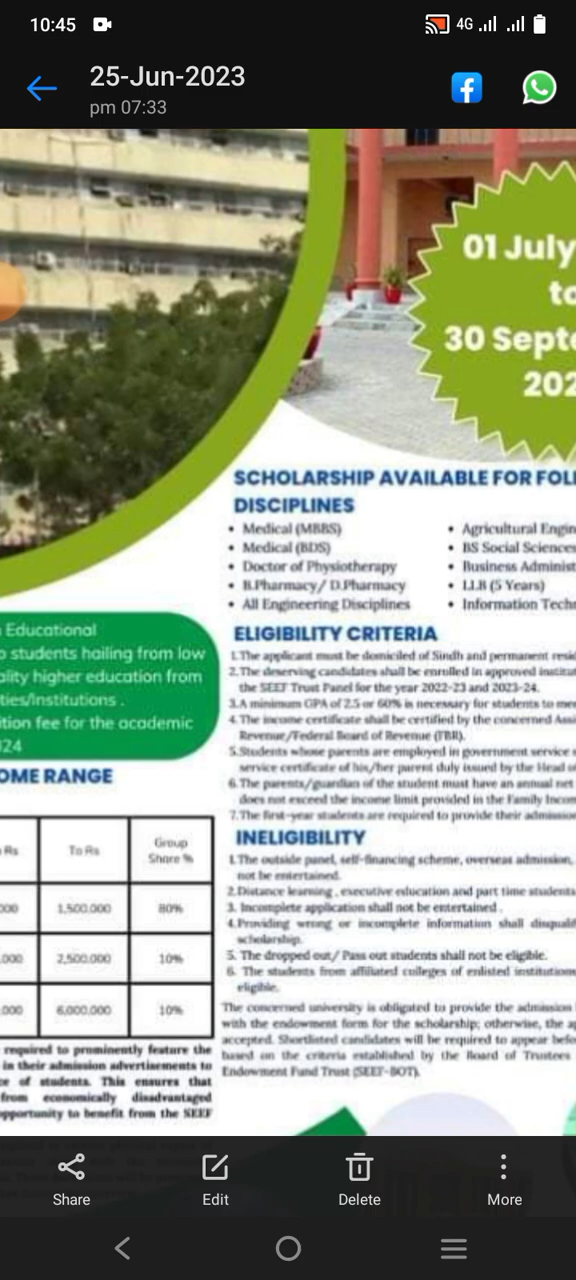 10:45
4G
25-Jun-2023
pm 07:33
01 July
to
30 Septe
202
SCHOLARSHIP AVAILABLE FOR FOLL
DISCIPLINES
• Medical (MBBS)
• Medical (BDS)
• Doctor of Physiotherapy
• B.Pharmacy/ D.Pharmacy
• All Engineering Disciplines
• Agricultural Engin
• BS Social Sciences
• Business Administ
• LLB (5 Years)
• Information Techn
Educational
students hailing from low
ality higher education from
ties/Institutions .
ition fee for the academic
024
OME RANGE
Rs To Rs Group Share %
000 1,500,000 80%
000 2,500,000 10%
000 6,000,000 10%
required to prominently feature the
in their admission advertisements to
ce of students. This ensures that
from economically disadvantaged
pportunity to benefit from the SEEF
ELIGIBILITY CRITERIA
1.The applicant must be domiciled of Sindh and permanent resid
2.The deserving candidates shall be enrolled in approved institut
the SEEF Trust Panel for the year 2022-23 and 2023-24.
3.A minimum GPA of 2.5 or 60% is necessary for students to mee
4.The income certificate shall be certified by the concerned Assi
Revenue/Federal Board of Revenue (FBR).
5.Students whose parents are employed in government service
service certificate of his/her parent duly issued by the Head of
6.The parents/guardian of the student must have an annual net
does not exceed the income limit provided in the Family Incom
7.The first-year students are required to provide their admission
INELIGIBILITY
1.The outside panel, self-financing scheme, overseas admission,
not be entertained.
2.Distance learning , executive education and part time students
3. Incomplete application shall not be entertained .
4.Providing wrong or incomplete information shall disqualif
scholarship.
5. The dropped out/ Pass out students shall not be eligible.
6. The students from affiliated colleges of enlisted institutions
eligible.
The concerned university is obligated to provide the admission
with the endowment form for the scholarship; otherwise, the ap
accepted. Shortlisted candidates will be required to appear befo
based on the criteria established by the Board of Trustees
Endowment Fund Trust (SEEF-BOT).
Share
Edit
Delete
More